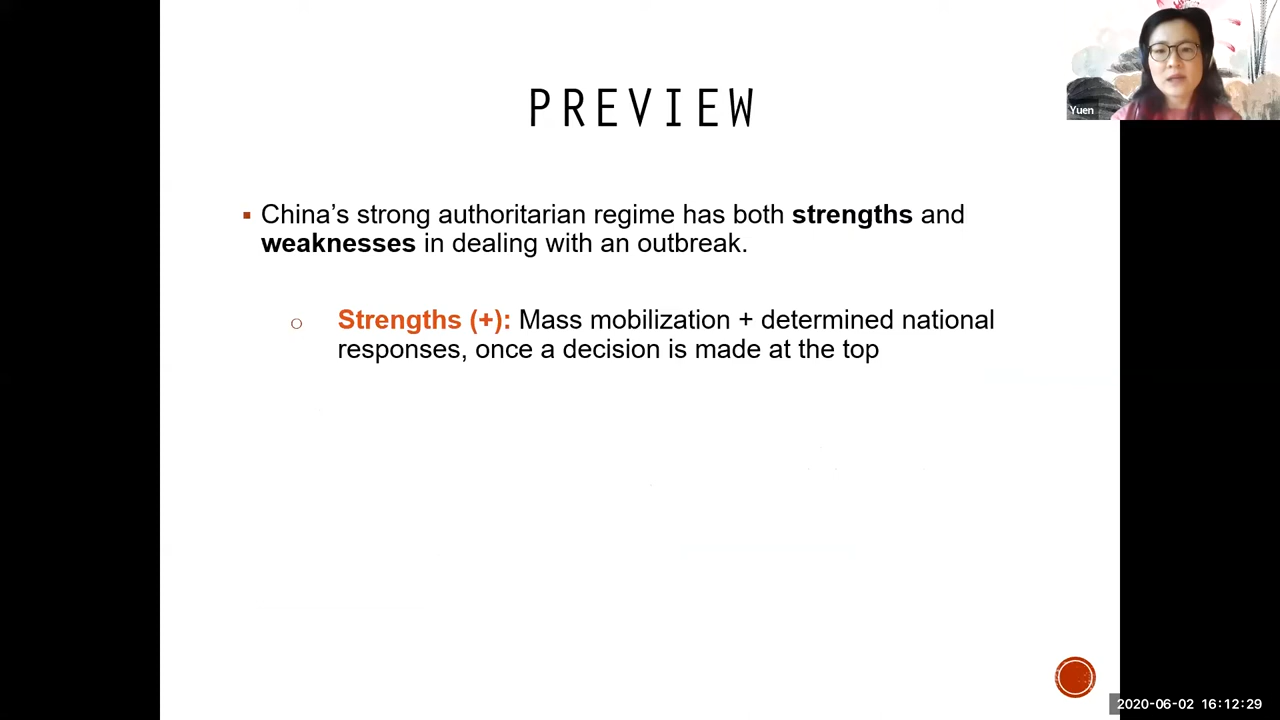 Yuen
PREVIEW
▪ China’s strong authoritarian regime has both strengths and
weaknesses in dealing with an outbreak.
○ Strengths (+): Mass mobilization + determined national
responses, once a decision is made at the top
2020-06-02 16:12:29